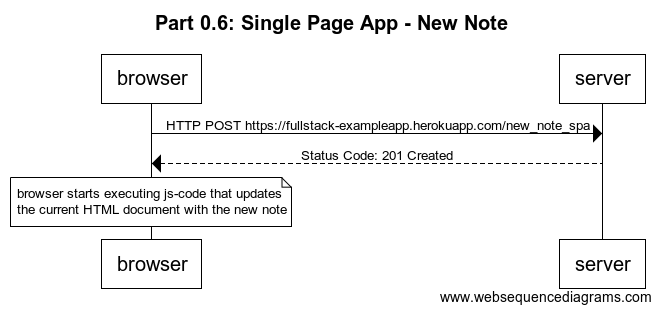 Part 0.6: Single Page App - New Note
browser
server
HTTP POST https://fullstack-exampleapp.herokuapp.com/new_note_spa
Status Code: 201 Created
browser starts executing js-code that updates
the current HTML document with the new note
browser
server
www.websequencediagrams.com